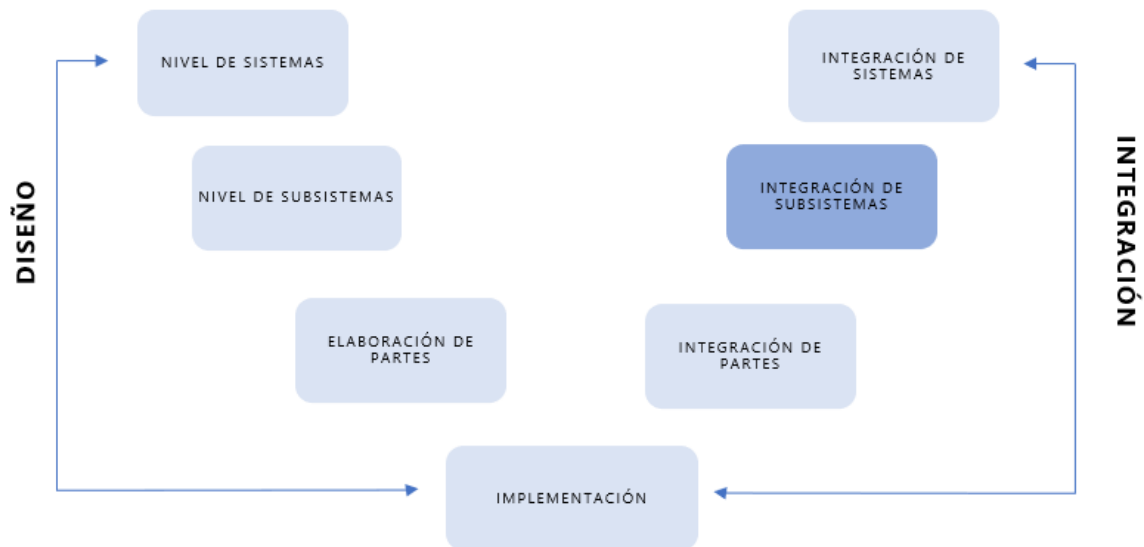 NIVEL DE SISTEMAS
INTEGRACIÓN DE
SISTEMAS
DISEÑO
NIVEL DE SUBSISTEMAS
INTEGRACIÓN DE
SUBSISTEMAS
INTEGRACIÓN
ELABORACIÓN DE
PARTES
INTEGRACIÓN DE
PARTES
IMPLEMENTACIÓN